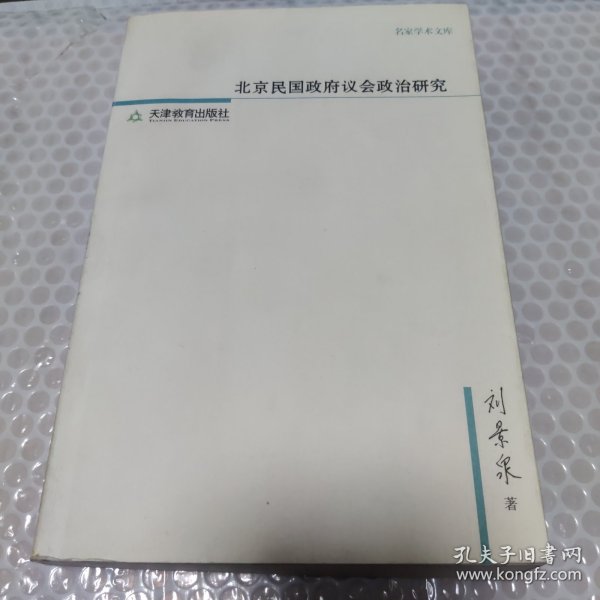 名家学术文库
北京民国政府议会政治研究
天津教育出版社
TIANJIN EDUCATION PRESS
刘景泉
著
孔夫子旧书网
www.kongfz.com